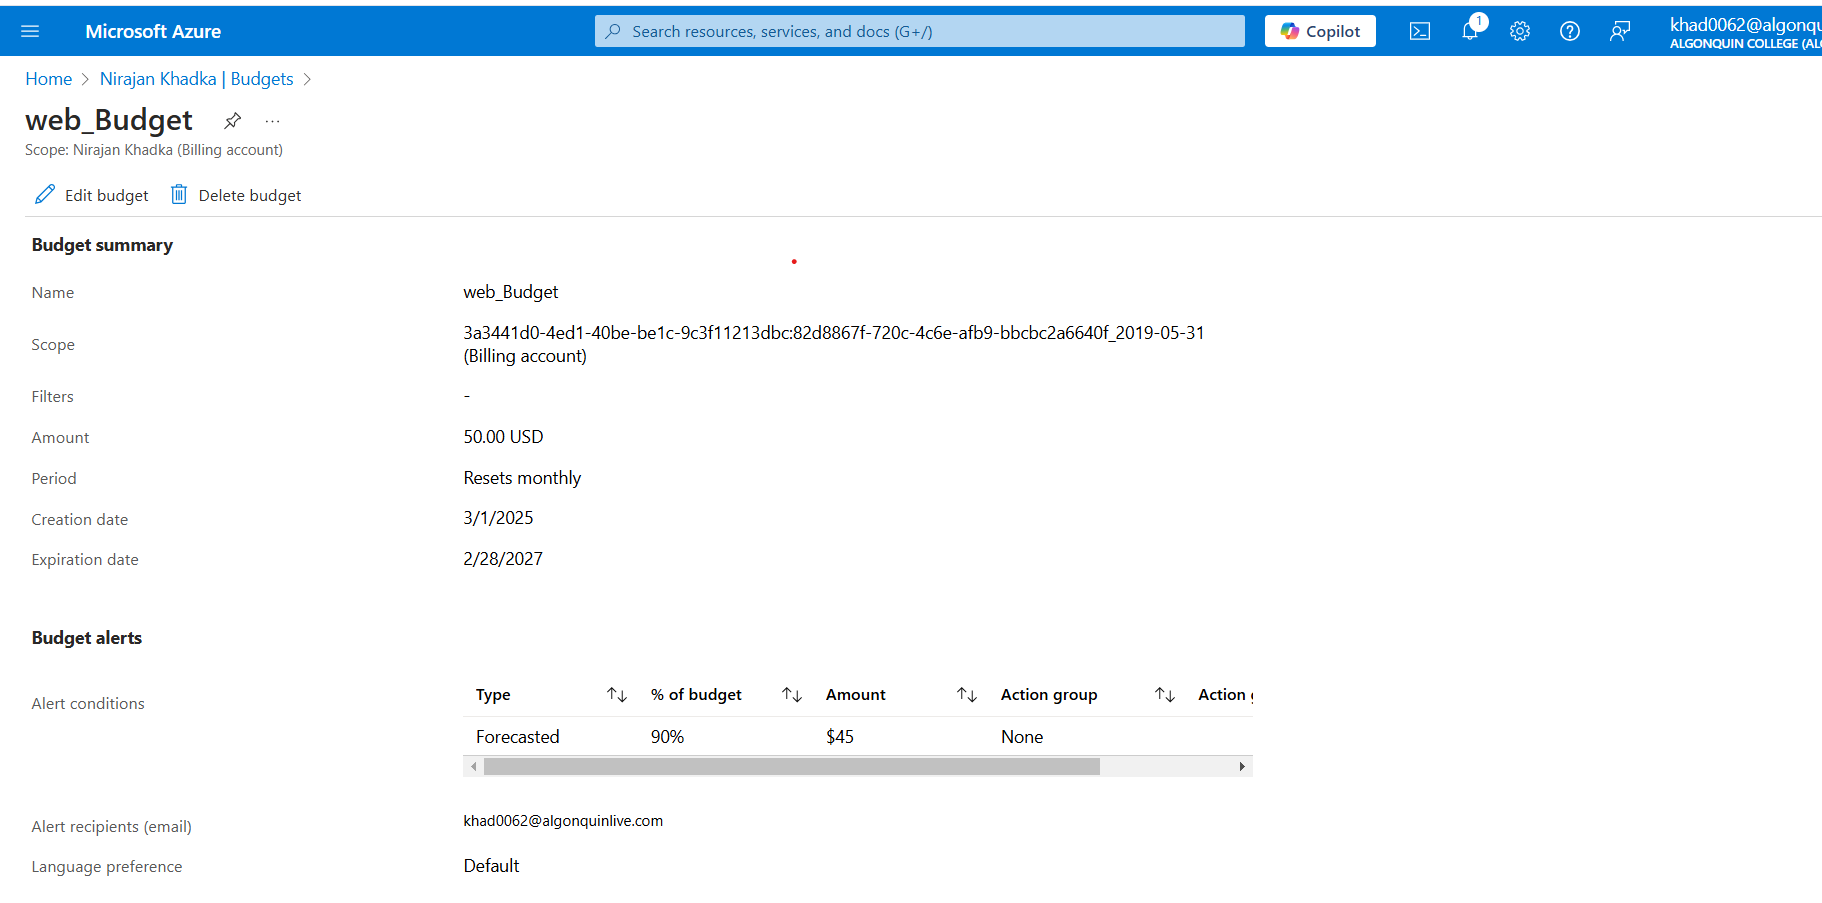 Microsoft Azure
Search resources, services, and docs (G+/)
Copilot
1
khad0062@algonqu
ALGONQUIN COLLEGE (AL
Home > Nirajan Khadka | Budgets >
web_Budget
Scope: Nirajan Khadka (Billing account)
Edit budget
Delete budget
Budget summary
Name
web_Budget
Scope
3a3441d0-4ed1-40be-be1c-9c3f11213dbc:82d8867f-720c-4c6e-afb9-bbcbc2a6640f_2019-05-31
(Billing account)
Filters
-
Amount
50.00 USD
Period
Resets monthly
Creation date
3/1/2025
Expiration date
2/28/2027
Budget alerts
Alert conditions
Type
% of budget
Amount
Action group
Action
Forecasted
90%
$45
None
Alert recipients (email)
khad0062@algonquinlive.com
Language preference
Default